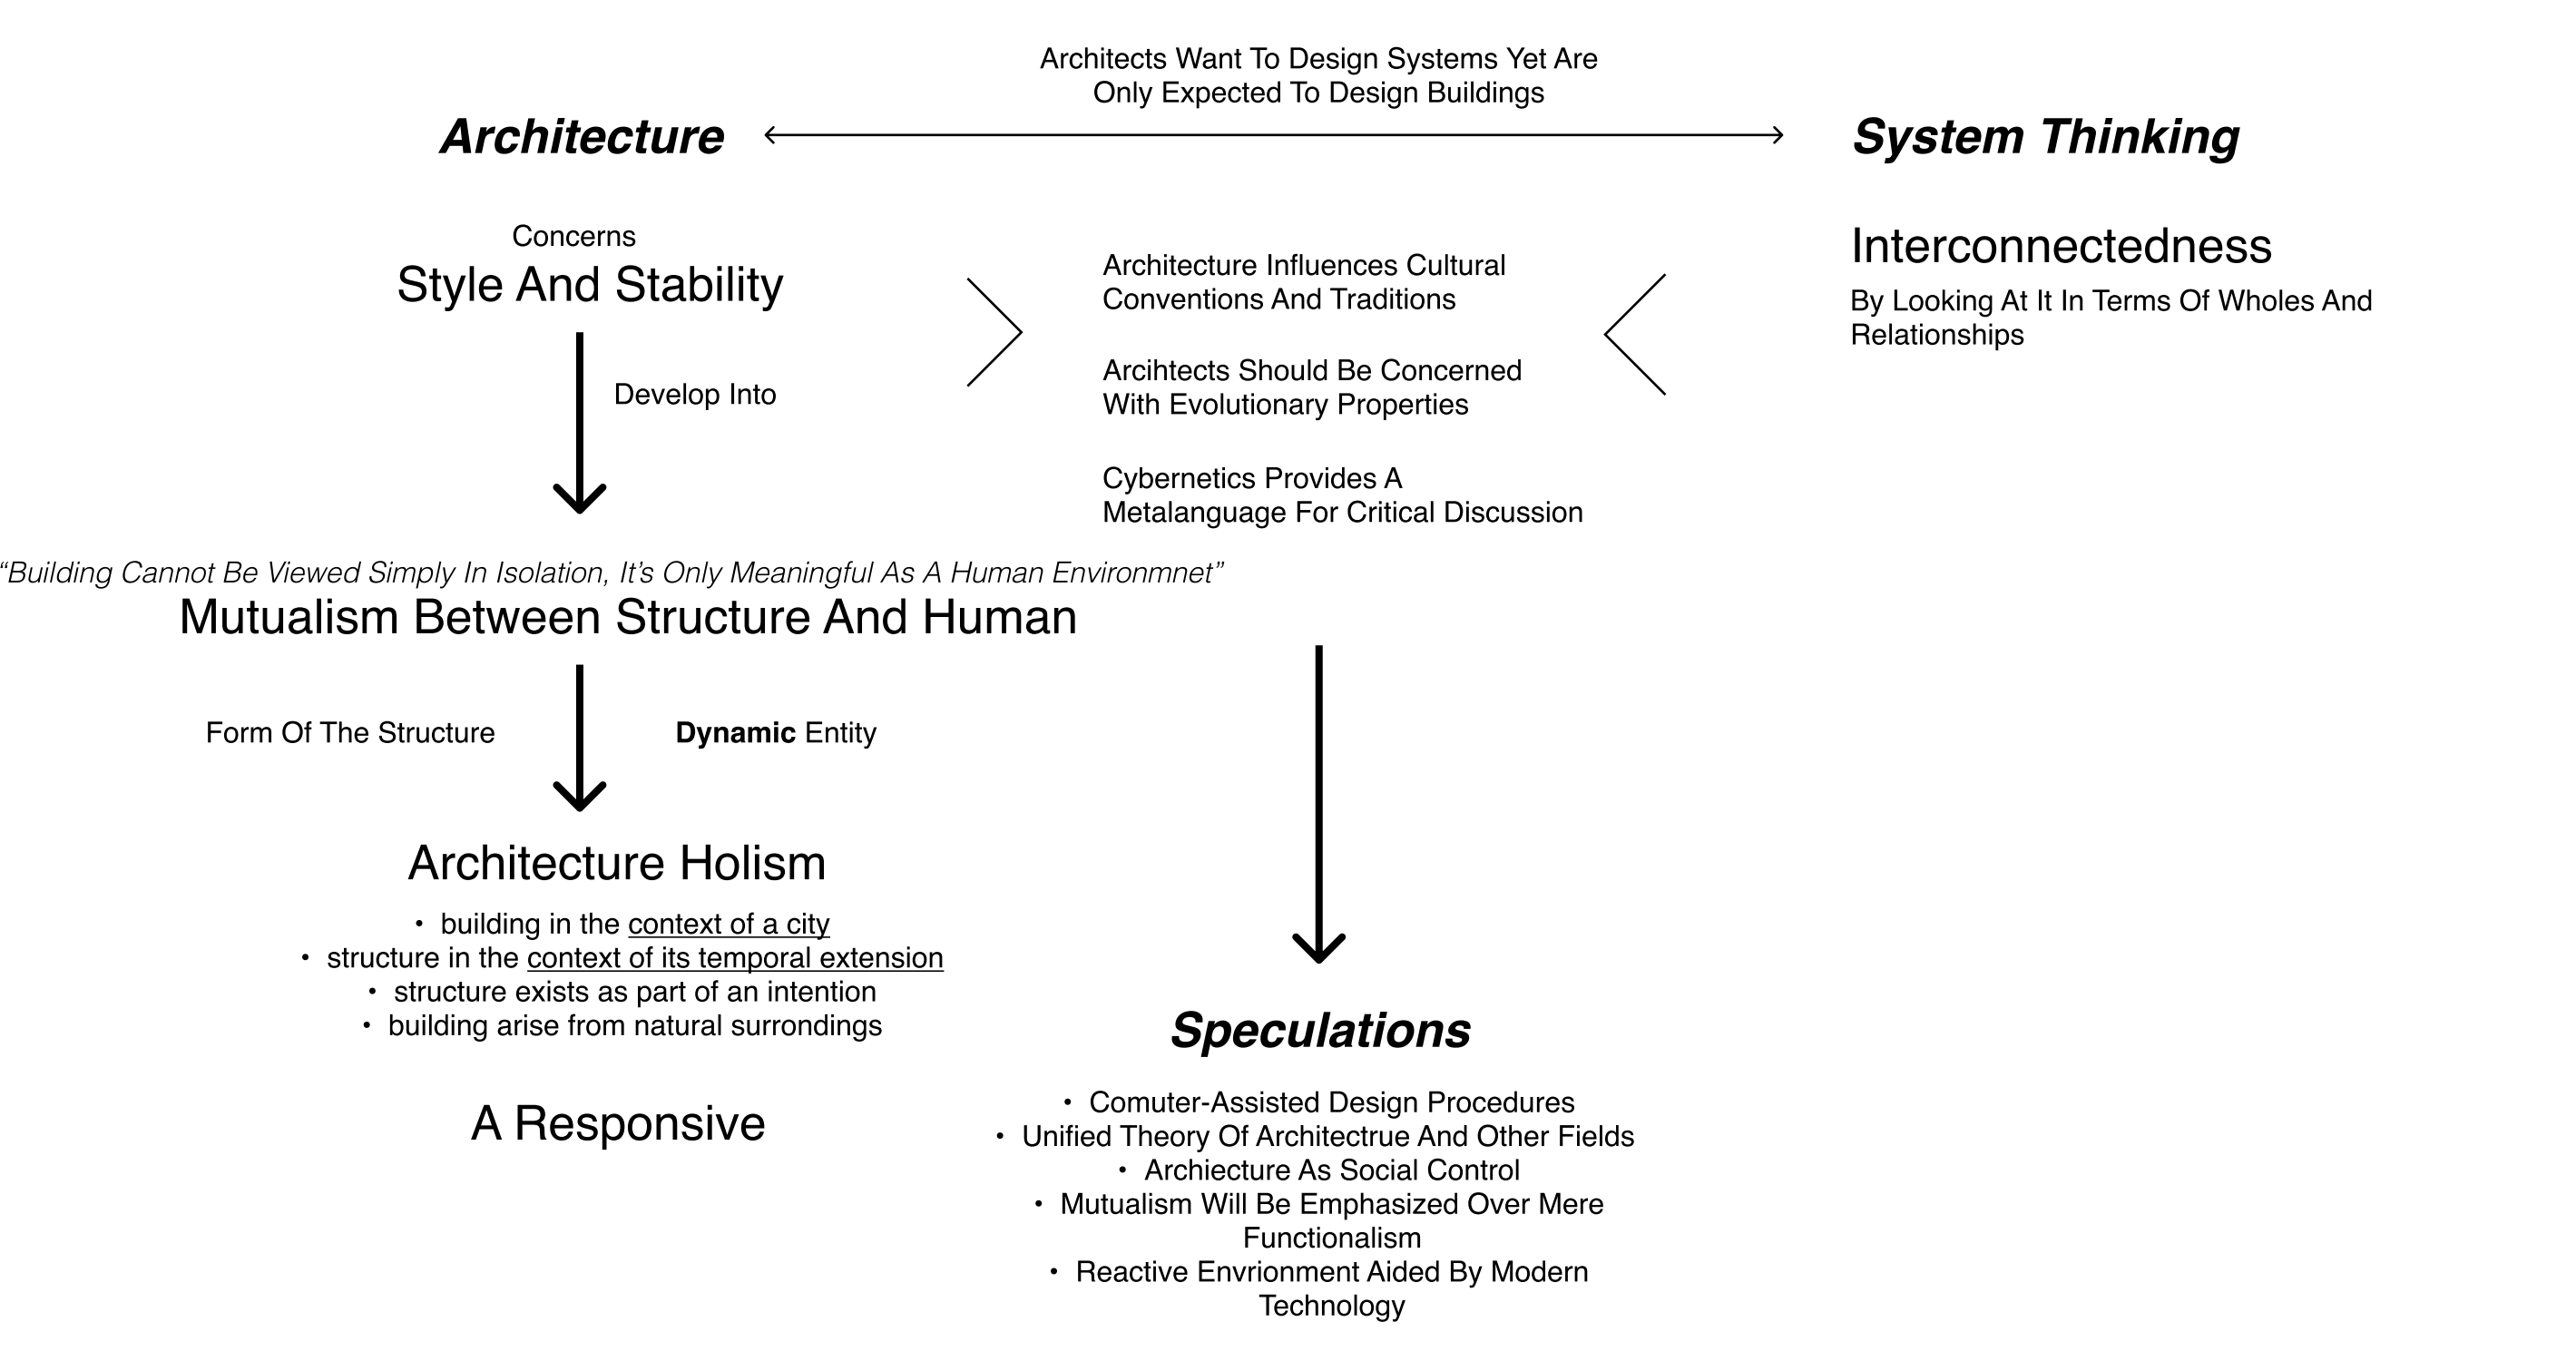 Architects Want To Design Systems Yet Are
Only Expected To Design Buildings
Architecture
System Thinking
Concerns
Style And Stability
Develop Into
Architecture Influences Cultural
Conventions And Traditions
Arcihtects Should Be Concerned
With Evolutionary Properties
Cybernetics Provides A
Metalanguage For Critical Discussion
Interconnectedness
By Looking At It In Terms Of Wholes And
Relationships
“Building Cannot Be Viewed Simply In Isolation, It’s Only Meaningful As A Human Environmnet”
Mutualism Between Structure And Human
Form Of The Structure
Dynamic Entity
Architecture Holism
• building in the context of a city
• structure in the context of its temporal extension
• structure exists as part of an intention
• building arise from natural surrondings
A Responsive
Speculations
• Comuter-Assisted Design Procedures
• Unified Theory Of Architectrue And Other Fields
• Archiecture As Social Control
• Mutualism Will Be Emphasized Over Mere
Functionalism
• Reactive Envrionment Aided By Modern
Technology